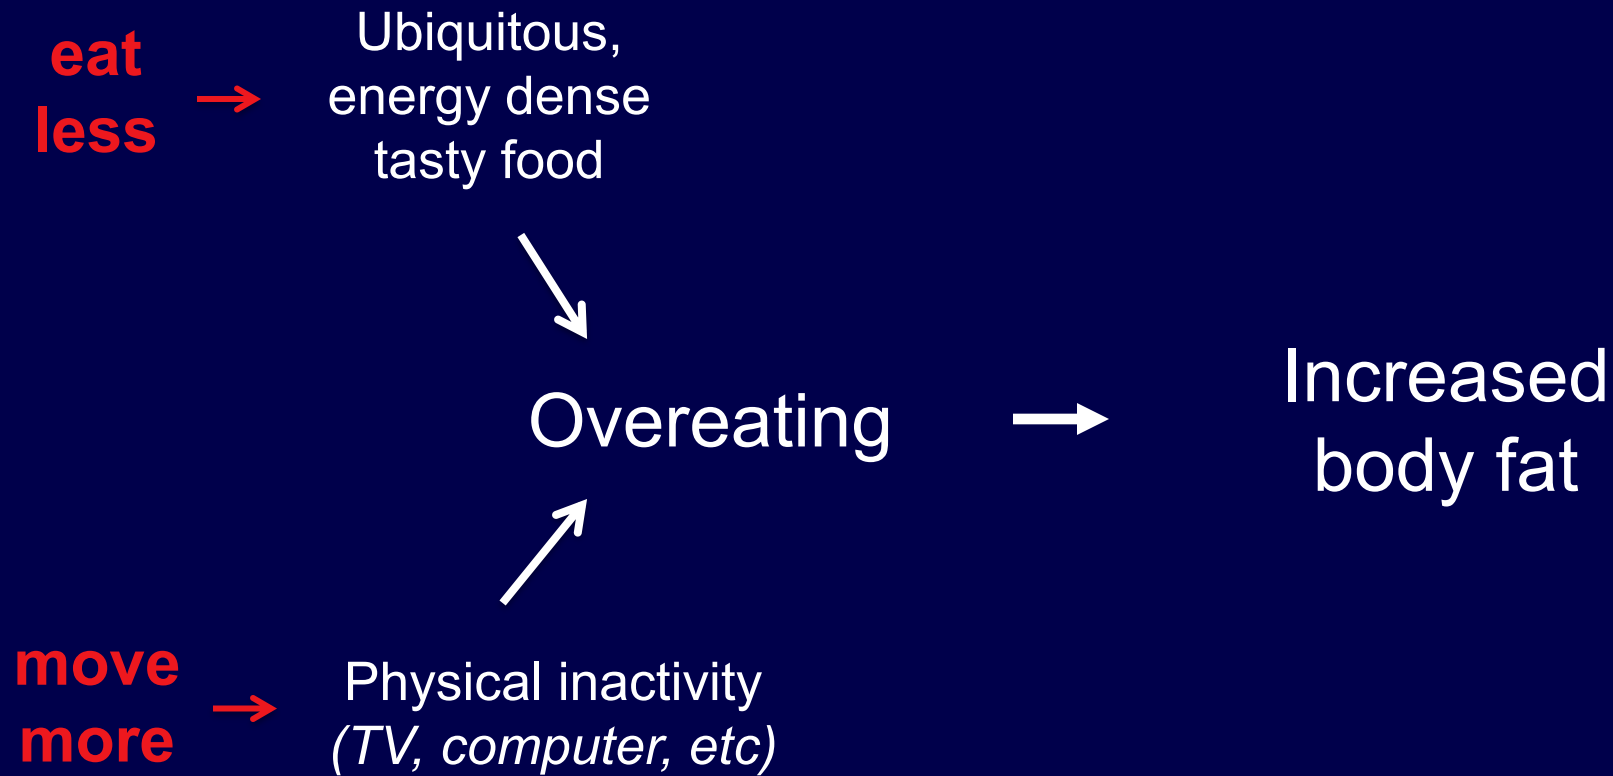 eat
less
Ubiquitous,
energy dense
tasty food
Overeating
Increased
body fat
move
more
Physical inactivity
(TV, computer, etc)